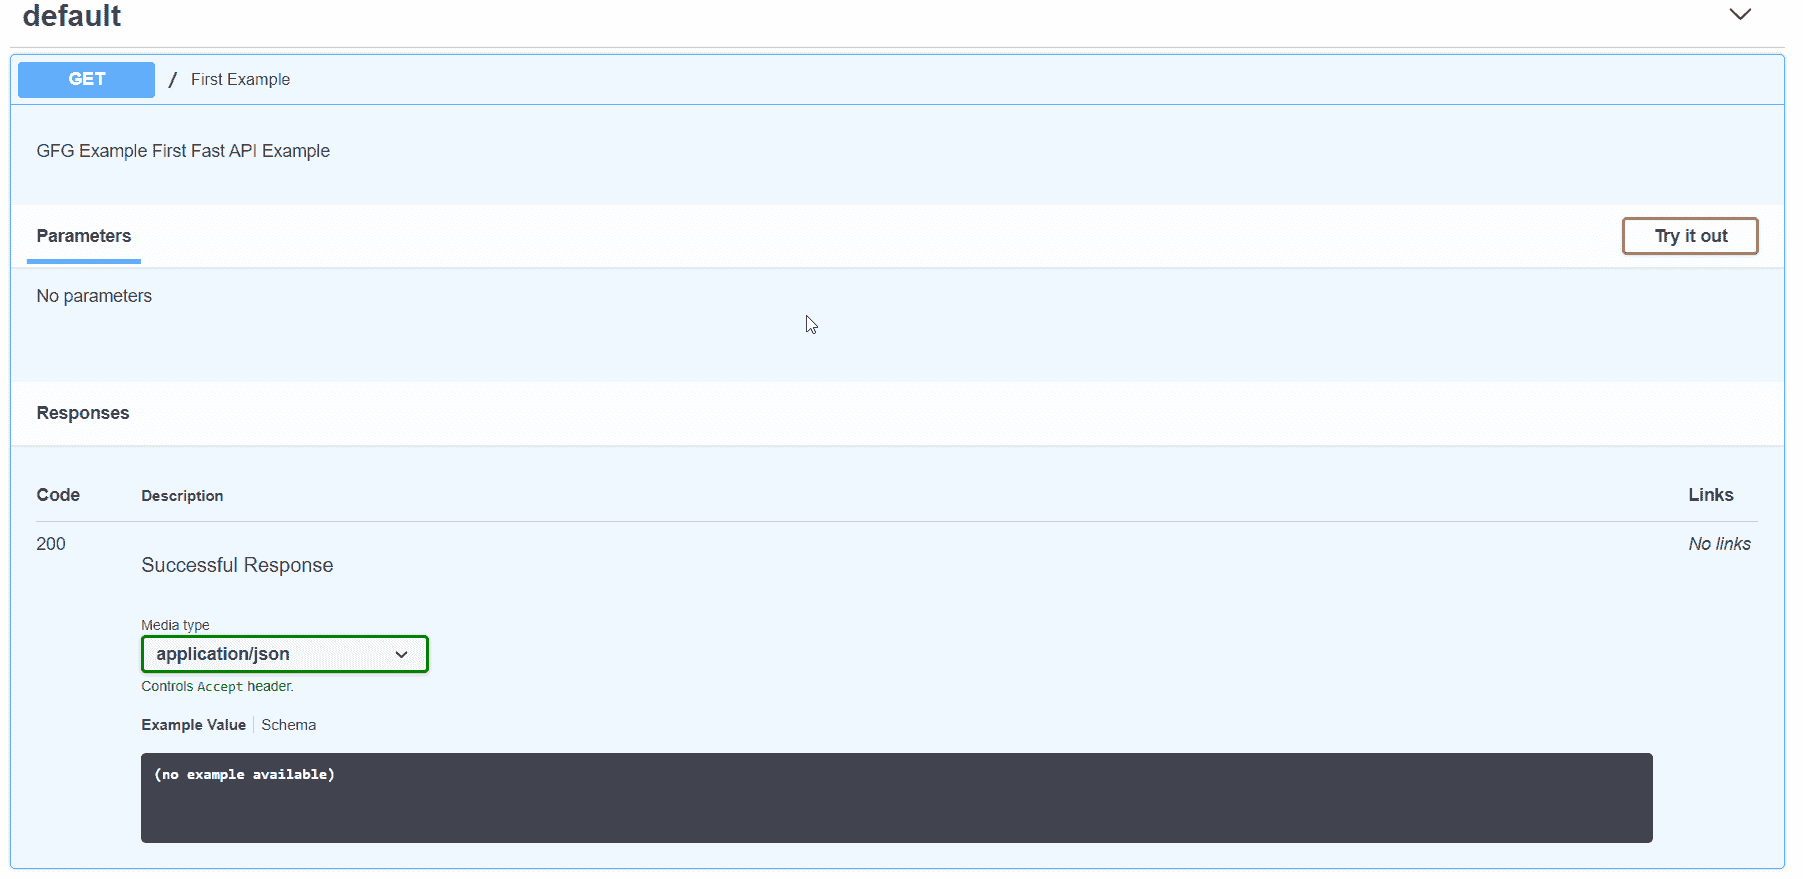 default
GET / First Example
GFG Example First Fast API Example
Parameters Try it out
No parameters
Responses
Code Description Links
200 No links
Successful Response
Media type
application/json
Controls Accept header.
Example Value Schema
(no example available)